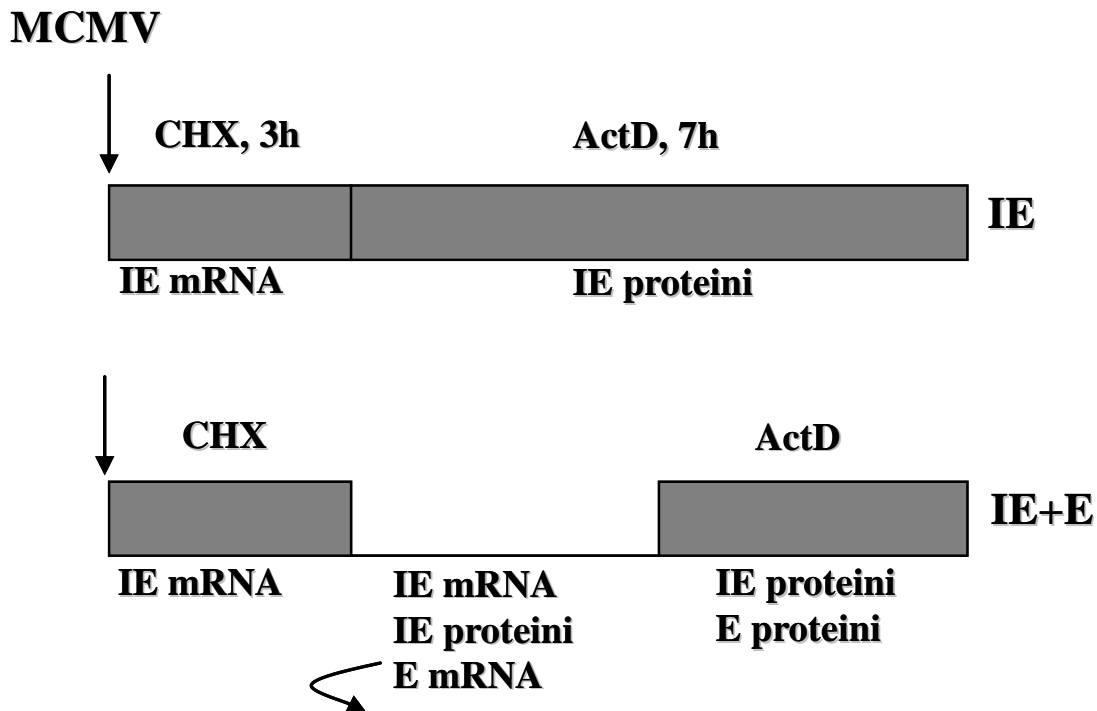 MCMV
CHX, 3h
ActD, 7h
IE
IE mRNA
IE proteini
CHX
ActD
IE+E
IE mRNA
IE mRNA
IE proteini
E mRNA
IE proteini
E proteini